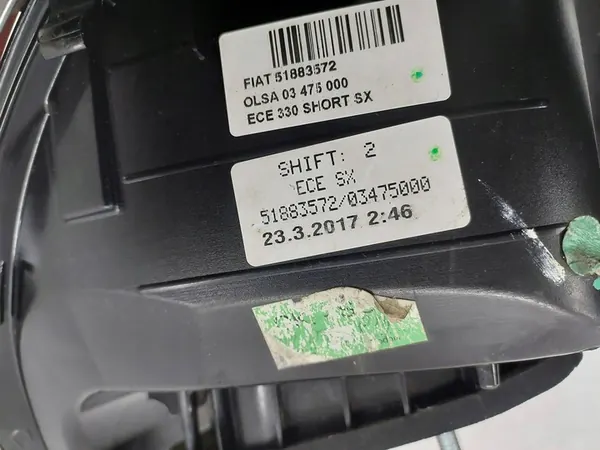 FIAT 51883572
OLSA 03 475 000
ECE 330 SHORT SX
SHIFT: 2
ECE SX
51883572/03475000
23.3.2017 2:46